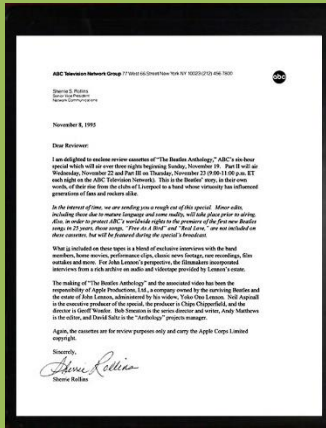 ABC Television Network Group 77 West 66 Street New York NY 10023 (212) 456-7500
abc
Sherrie S. Rollins
Senior Vice President
Network Communications
November 8, 1995
Dear Reviewer:
I am delighted to enclose review cassettes of "The Beatles Anthology," ABC's six-hour
special which will air over three nights beginning Sunday, November 19. Part II will air
Wednesday, November 22 and Part III on Thursday, November 23 (9:00-11:00 p.m. ET
each night on the ABC Television Network). This is the Beatles' story, in their own
words, of their rise from the clubs of Liverpool to a band whose virtuosity has influenced
generations of fans and rockers alike.
In the interest of time, we are sending you a rough cut of this special. Minor edits,
including those due to mature language and some nudity, will take place prior to airing.
Also, in order to protect ABC's worldwide rights to the premiere of the first new Beatles
songs in 25 years, those songs, "Free As A Bird" and "Real Love," are not included on
these cassettes, but will be featured during the special's broadcast.
What is included on these tapes is a blend of exclusive interviews with the band
members, home movies, performance clips, classic news footage, rare recordings, film
outtakes and more. For John Lennon's perspective, the filmmakers incorporated
interviews from a rich archive on audio and videotape provided by Lennon's estate.
The making of "The Beatles Anthology" and the associated video has been the
responsibility of Apple Productions, Ltd., a company owned by the surviving Beatles and
the estate of John Lennon, administered by his widow, Yoko Ono Lennon. Neil Aspinall
is the executive producer of the special, the producer is Chips Chipperfield, and the
director is Geoff Wonfor. Bob Smeaton is the series director and writer, Andy Matthews
is the editor, and David Saltz is the "Anthology" projects manager.
Again, the cassettes are for review purposes only and carry the Apple Corps Limited
copyright.
Sincerely,
Sherrie Rollins
Sherrie Rollins